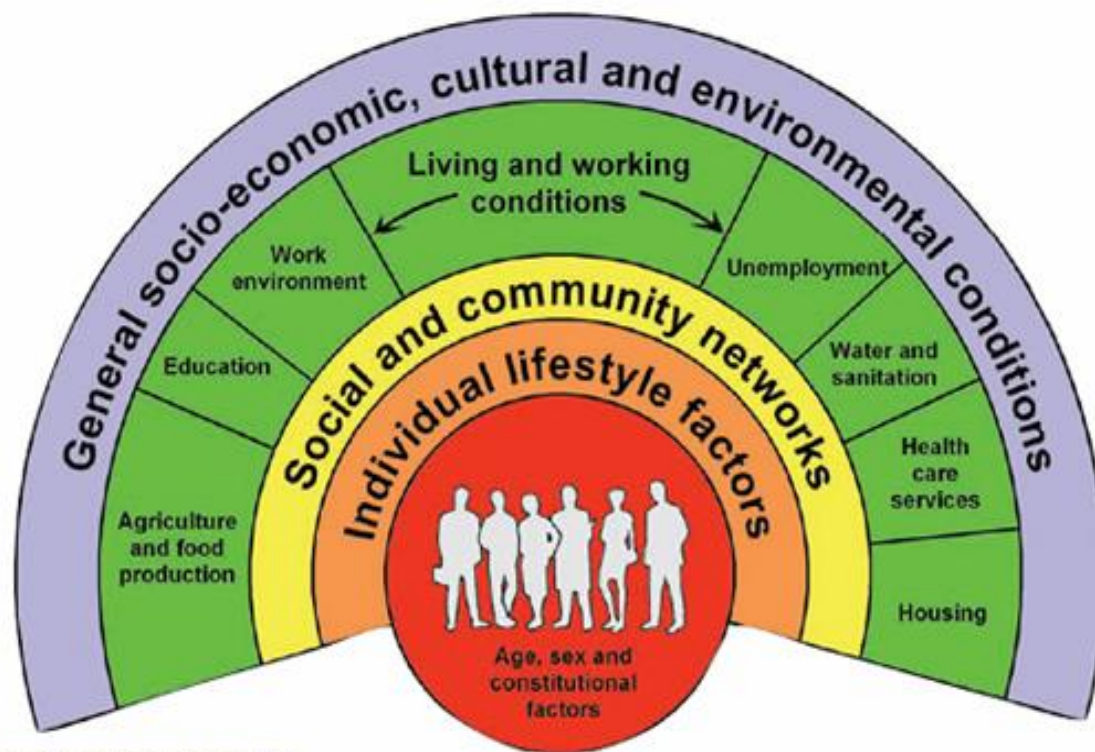 General socio-economic, cultural and environmental conditions
Living and working
conditions
Work
environment
Education
Agriculture
and food
production
Unemployment
Water and
sanitation
Health
care
services
Housing
Social and community networks
Individual lifestyle factors
Age, sex and
constitutional
factors